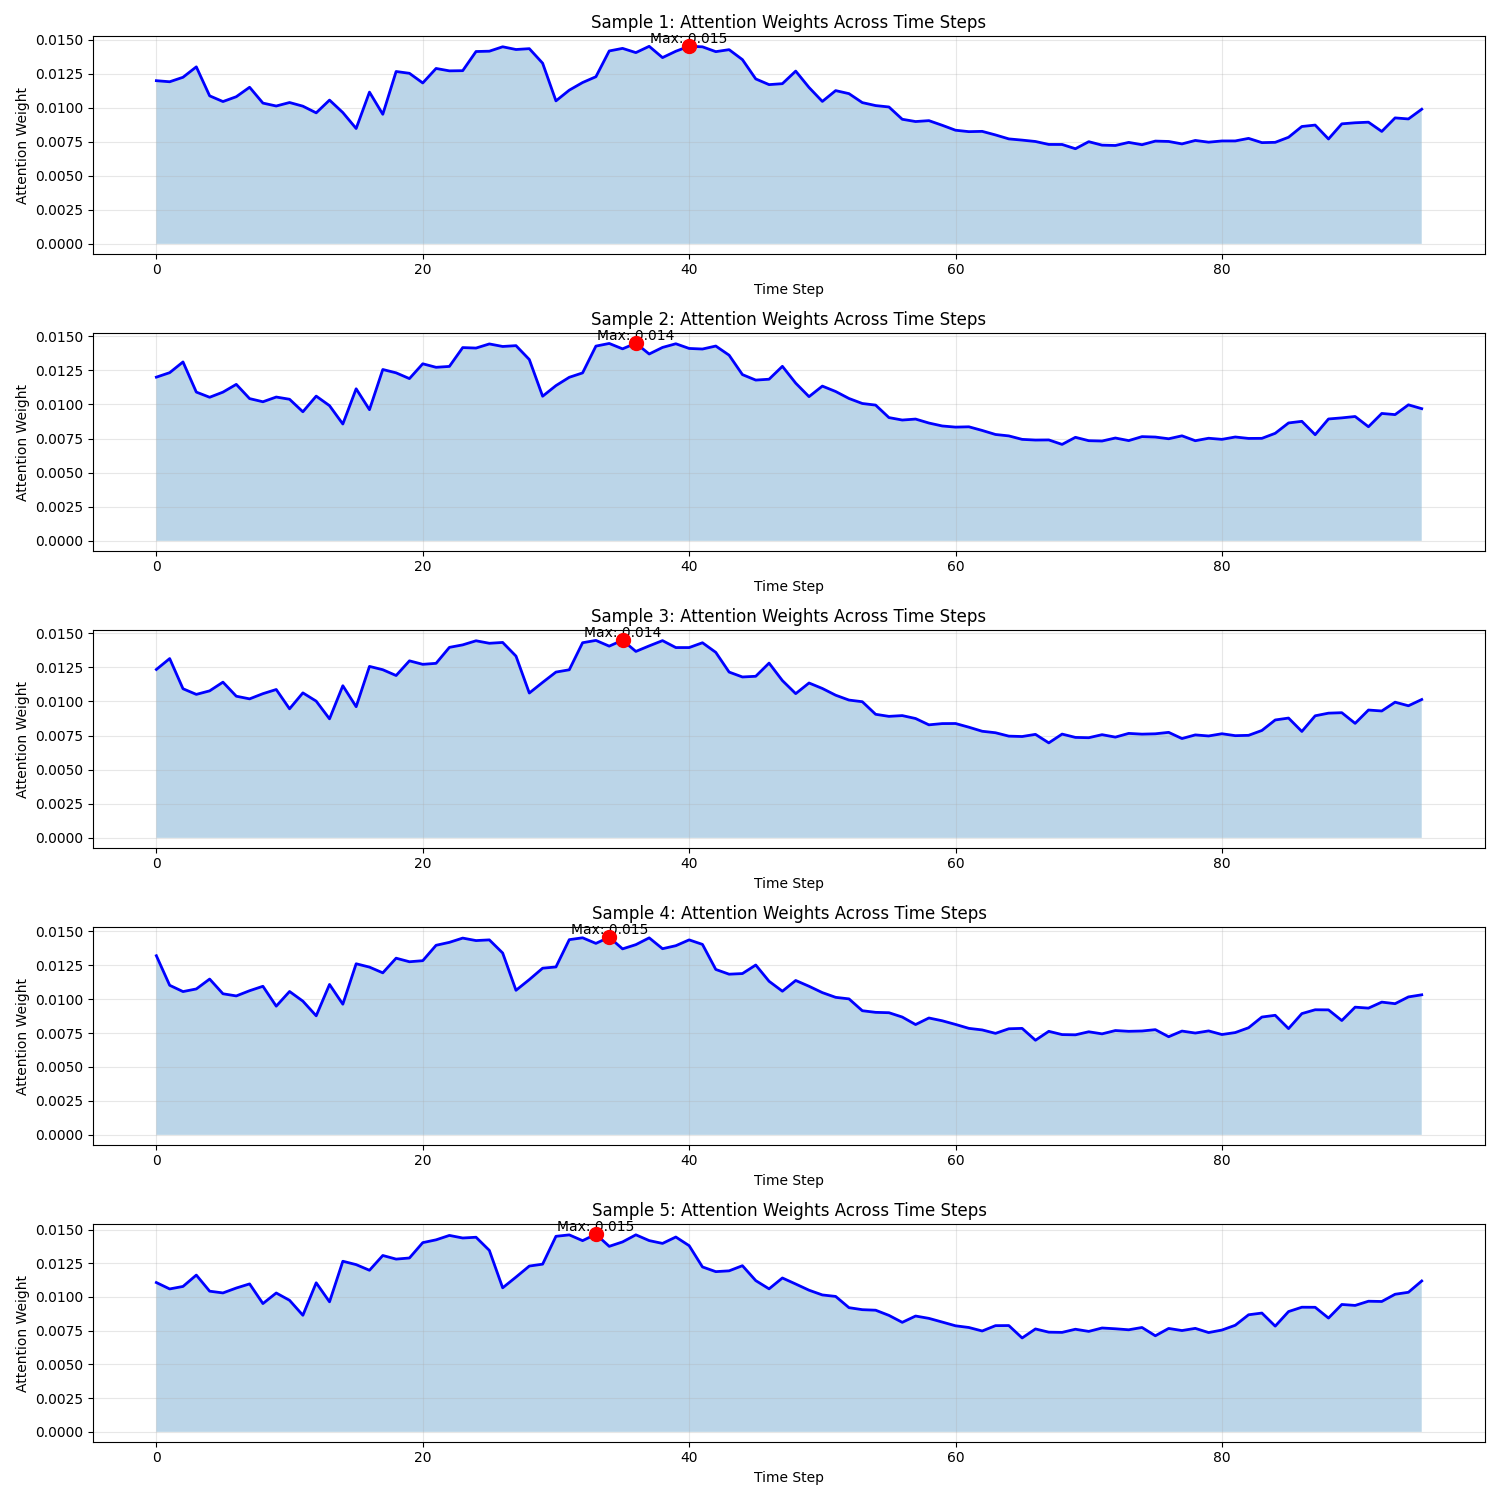 Sample 1: Attention Weights Across Time Steps
Max: 0.015
Attention Weight
0.0150
0.0125
0.0100
0.0075
0.0050
0.0025
0.0000
0 20 40 60 80
Time Step
Sample 2: Attention Weights Across Time Steps
Max: 0.014
Attention Weight
0.0150
0.0125
0.0100
0.0075
0.0050
0.0025
0.0000
0 20 40 60 80
Time Step
Sample 3: Attention Weights Across Time Steps
Max: 0.014
Attention Weight
0.0150
0.0125
0.0100
0.0075
0.0050
0.0025
0.0000
0 20 40 60 80
Time Step
Sample 4: Attention Weights Across Time Steps
Max: 0.015
Attention Weight
0.0150
0.0125
0.0100
0.0075
0.0050
0.0025
0.0000
0 20 40 60 80
Time Step
Sample 5: Attention Weights Across Time Steps
Max: 0.015
Attention Weight
0.0150
0.0125
0.0100
0.0075
0.0050
0.0025
0.0000
0 20 40 60 80
Time Step